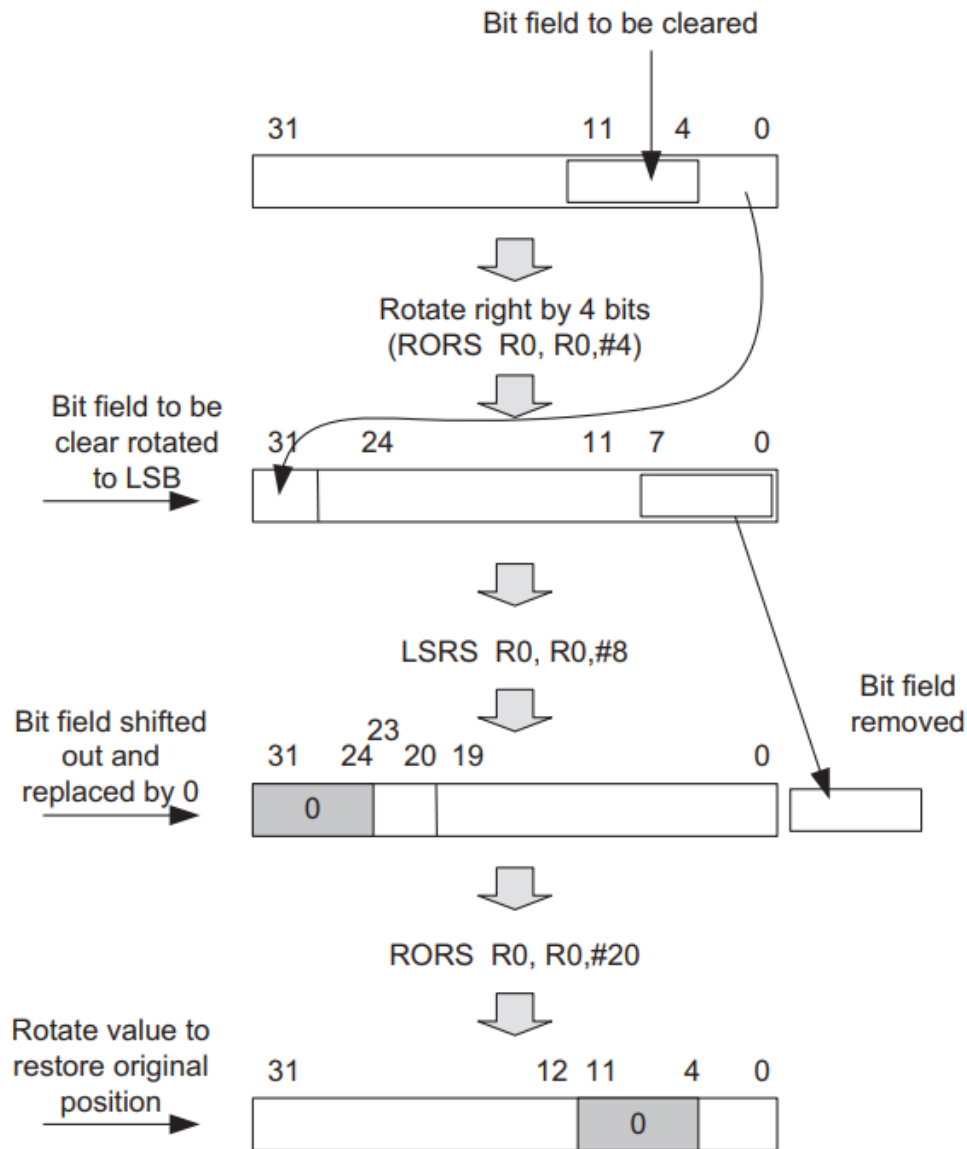 Bit field to be cleared
31 11 4 0
Rotate right by 4 bits
(RORS R0, R0,#4)
Bit field to be
clear rotated
to LSB
31 24 11 7 0
LSRS R0, R0,#8
Bit field
removed
Bit field shifted
out and
replaced by 0
23
31 24 20 19 0
0
RORS R0, R0,#20
Rotate value to
restore original
position
31 12 11 4 0
0